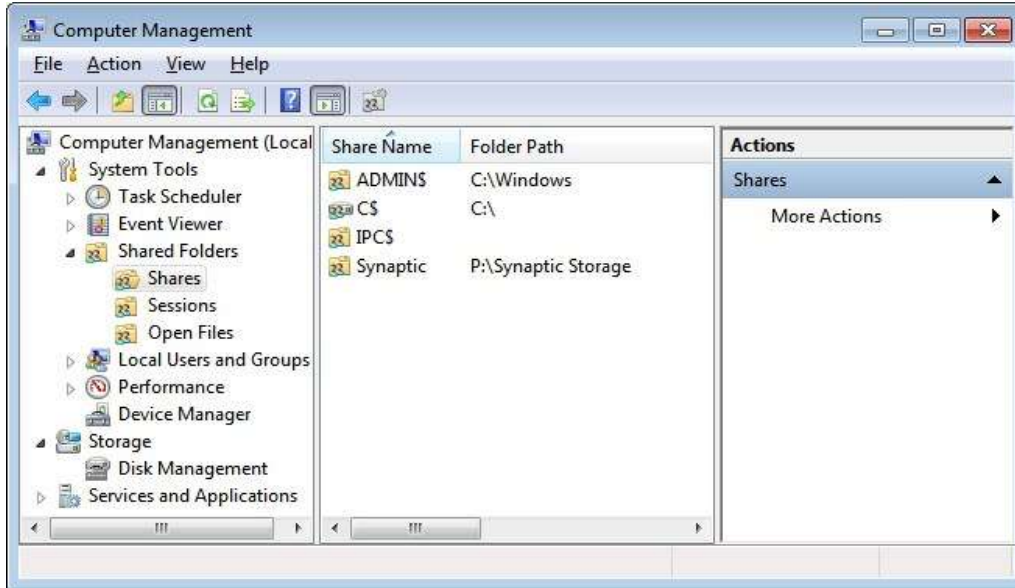 Computer Management
File Action View Help
Computer Management (Local
System Tools
Task Scheduler
Event Viewer
Shared Folders
Shares
Sessions
Open Files
Local Users and Groups
Performance
Device Manager
Storage
Disk Management
Services and Applications
Share Name Folder Path
ADMIN$ C:\Windows
C$ C:\
IPC$
Synaptic P:\Synaptic Storage
Actions
Shares
More Actions